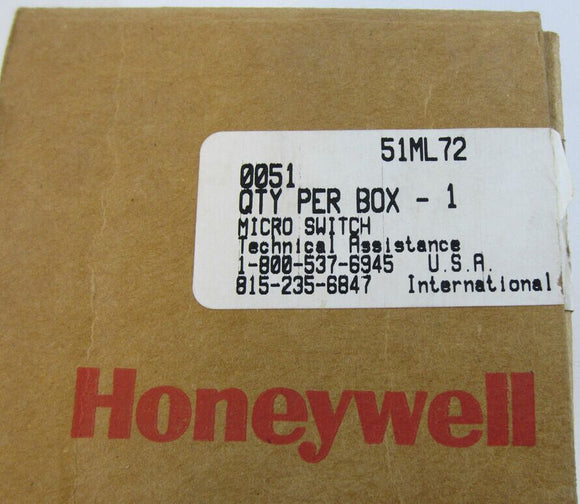 51ML72
0051
QTY PER BOX - 1
MICRO SWITCH
Technical Assistance
1-800-537-6945 U.S.A.
815-235-6847 International
Honeywell